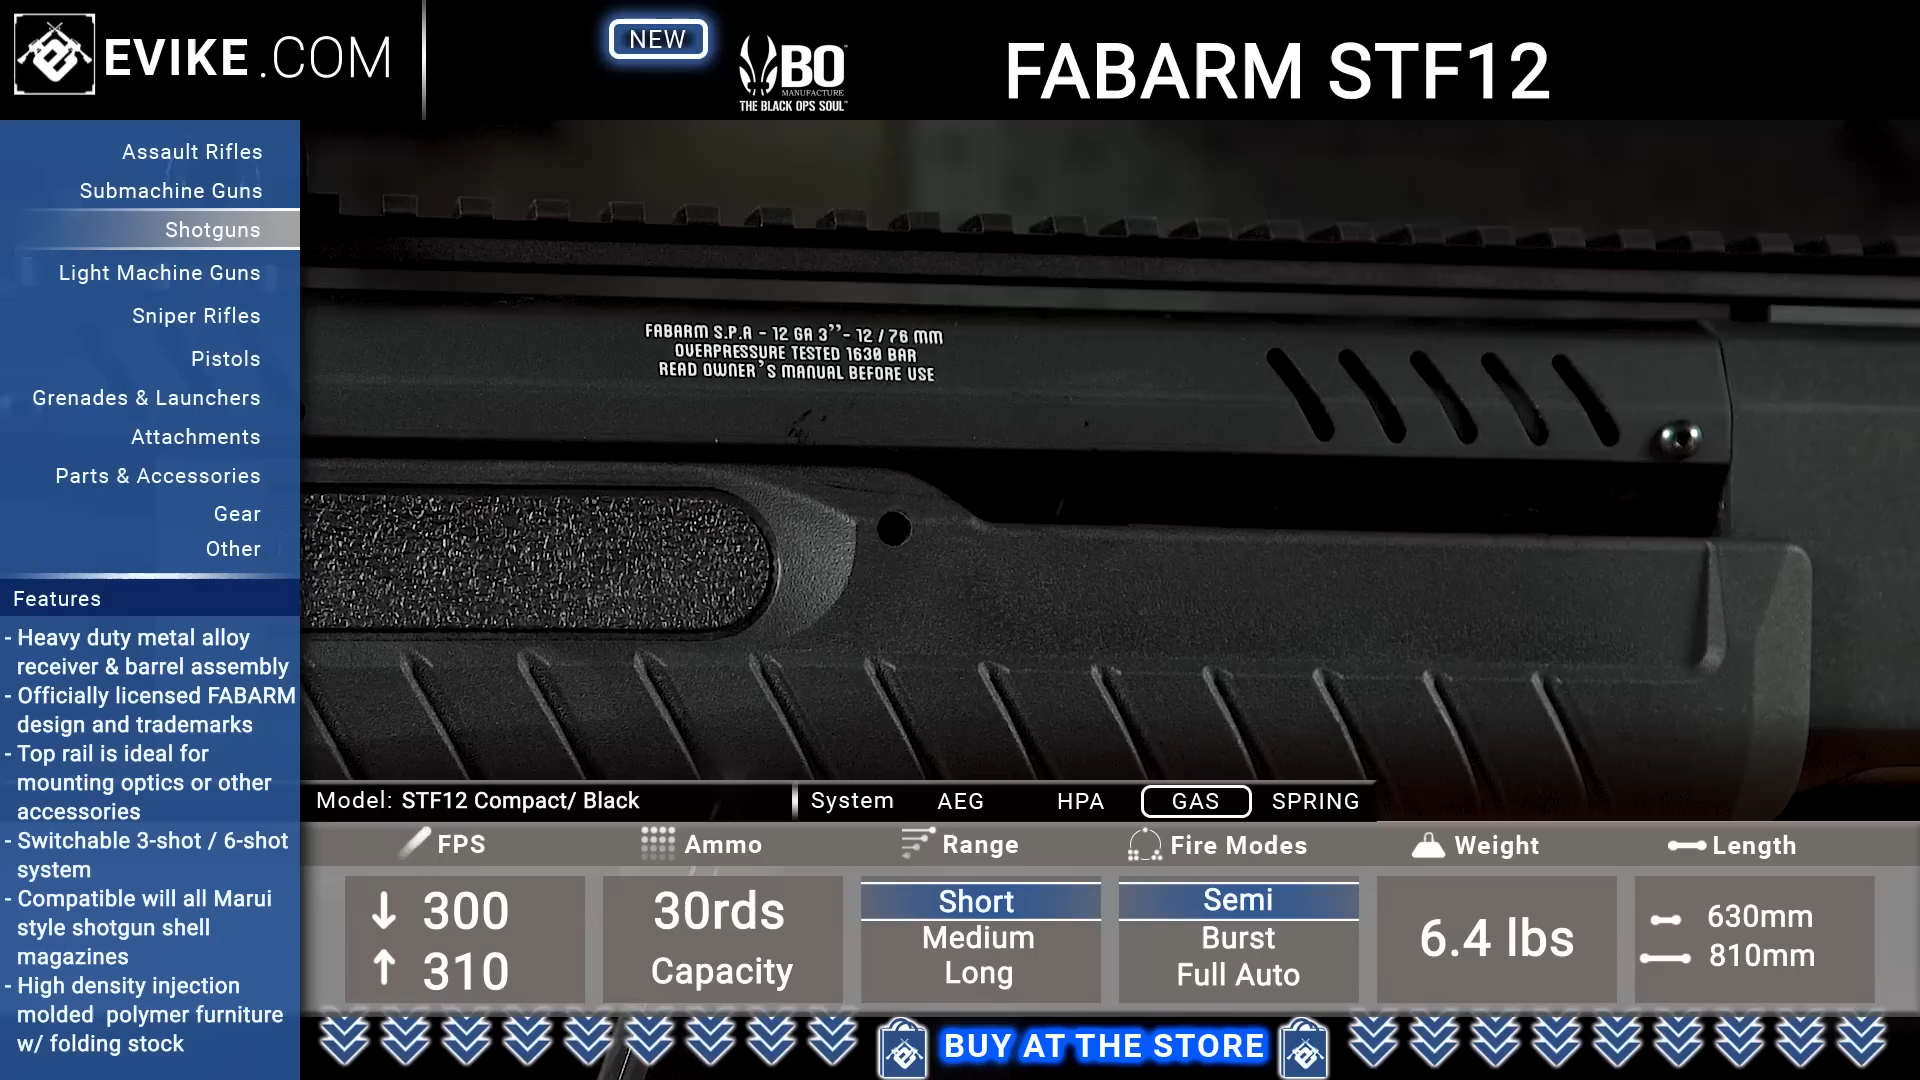 EVIKE.COM
NEW
BO
MANUFACTURE
THE BLACK OPS SOUL™
FABARM STF12
Assault Rifles
Submachine Guns
Shotguns
Light Machine Guns
Sniper Rifles
Pistols
Grenades & Launchers
Attachments
Parts & Accessories
Gear
Other
Features
- Heavy duty metal alloy
receiver & barrel assembly
- Officially licensed FABARM
design and trademarks
- Top rail is ideal for
mounting optics or other
accessories
- Switchable 3-shot / 6-shot
system
- Compatible will all Marui
style shotgun shell
magazines
- High density injection
molded polymer furniture
w/ folding stock
FABARM S.P.A - 12 GA 3”- 12 / 76 MM
OVERPRESSURE TESTED 1630 BAR
READ OWNER'S MANUAL BEFORE USE
Model: STF12 Compact/ Black
System AEG HPA GAS SPRING
FPS
↓ 300
↑ 310
Ammo
30rds
Capacity
Range
Short
Medium
Long
Fire Modes
Semi
Burst
Full Auto
Weight
6.4 lbs
Length
630mm
810mm
BUY AT THE STORE